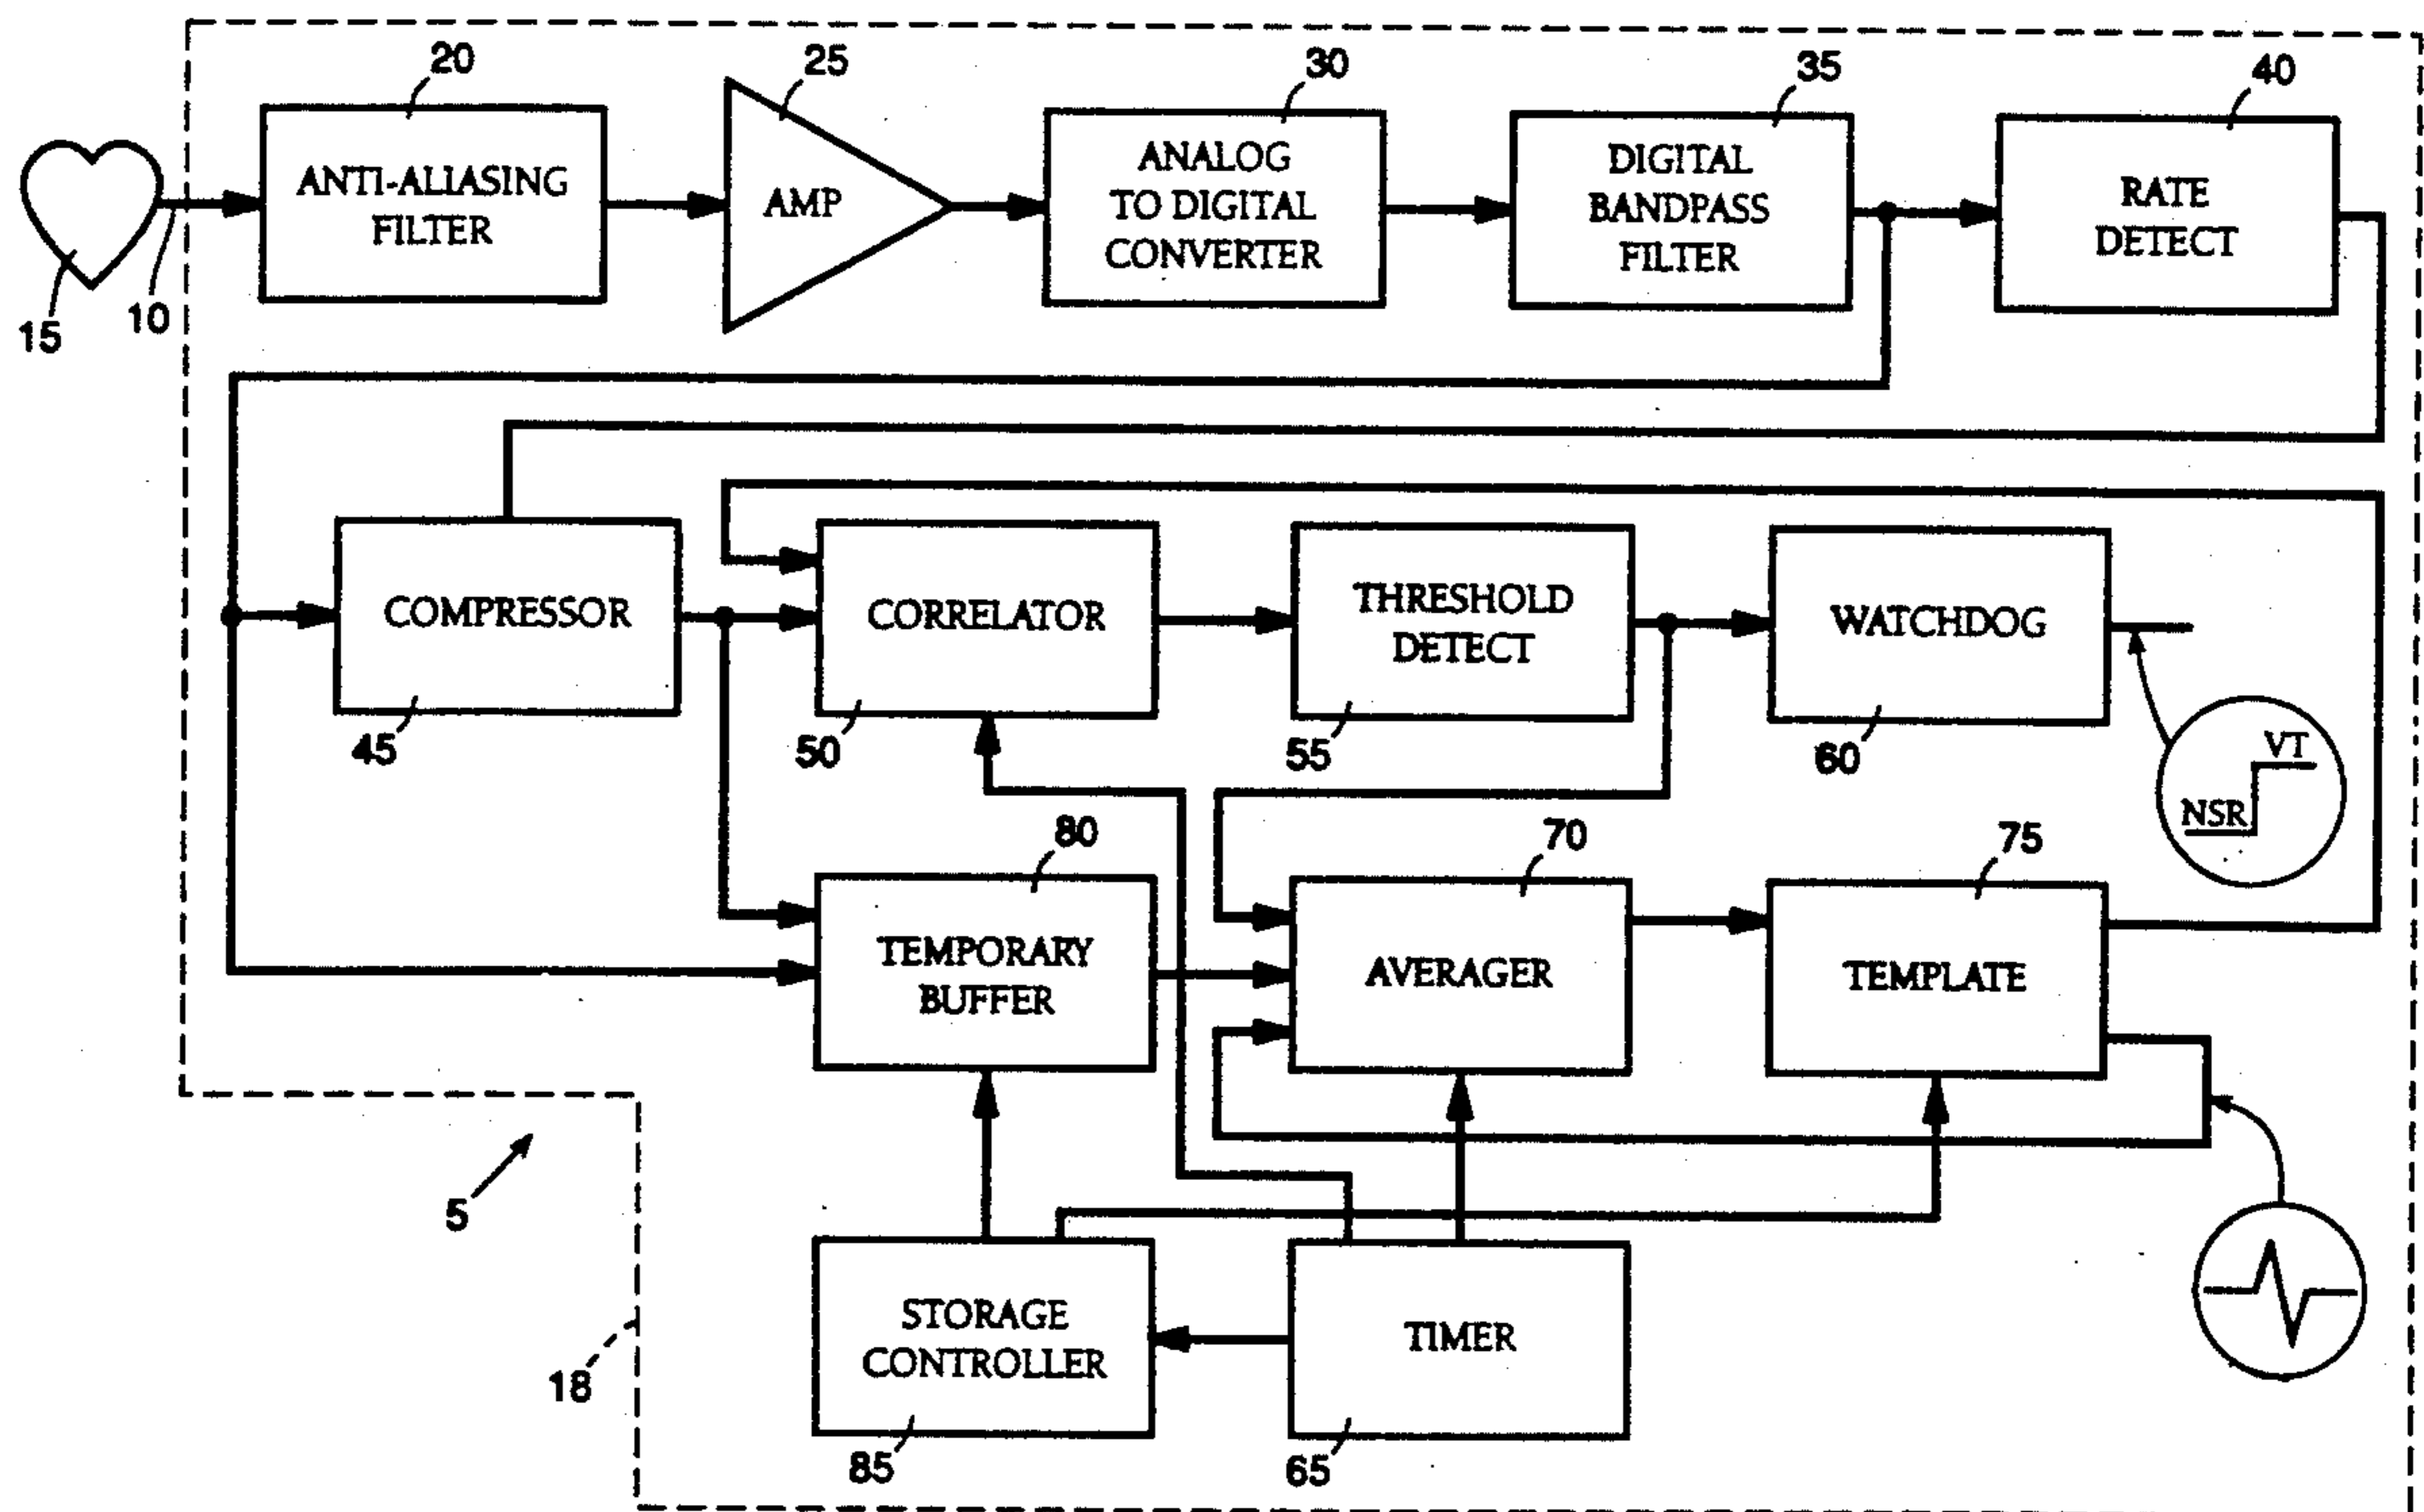 20
25
30
35
40
ANTI-ALIASING
FILTER
AMP
ANALOG
TO DIGITAL
CONVERTER
DIGITAL
BANDPASS
FILTER
RATE
DETECT
15
10
COMPRESSOR
CORRELATOR
THRESHOLD
DETECT
WATCHDOG
45
50
55
60
VT
NSR
80
70
75
TEMPORARY
BUFFER
AVERAGER
TEMPLATE
5
18
STORAGE
CONTROLLER
TIMER
85
65